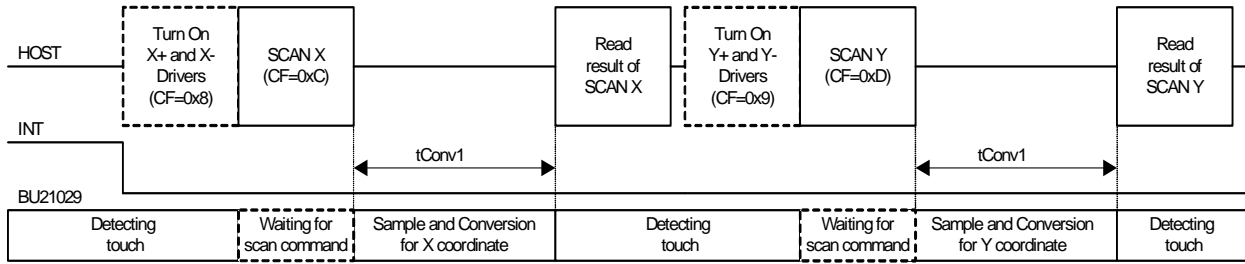 HOST
Turn On
X+ and X-
Drivers
(CF=0x8)
SCAN X
(CF=0xC)
Read
result of
SCAN X
Turn On
Y+ and Y-
Drivers
(CF=0x9)
SCAN Y
(CF=0xD)
Read
result of
SCAN Y
INT
tConv1
tConv1
BU21029
Detecting
touch
Waiting for
scan command
Sample and Conversion
for X coordinate
Detecting
touch
Waiting for
scan command
Sample and Conversion
for Y coordinate
Detecting
touch